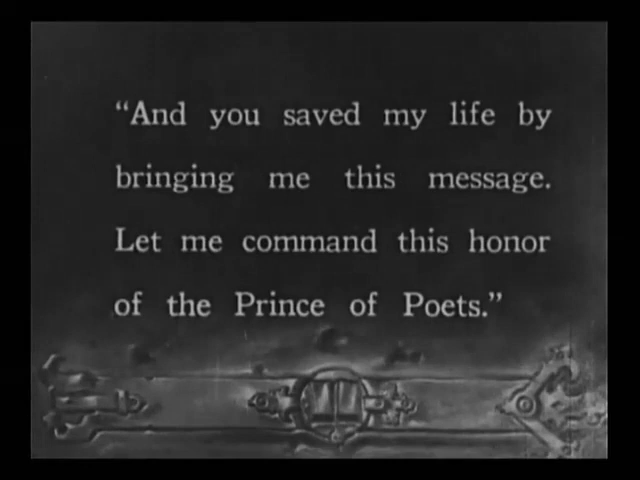 “And you saved my life by
bringing me this message.
Let me command this honor
of the Prince of Poets.”